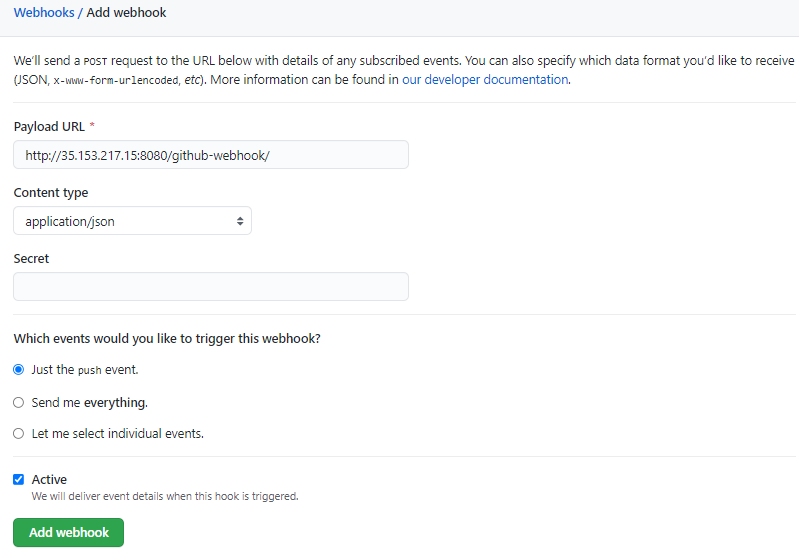 Webhooks / Add webhook
We'll send a POST request to the URL below with details of any subscribed events. You can also specify which data format you'd like to receive
(JSON, x-www-form-urlencoded, etc). More information can be found in our developer documentation.
Payload URL *
http://35.153.217.15:8080/github-webhook/
Content type
application/json
Secret
Which events would you like to trigger this webhook?
Just the push event.
Send me everything.
Let me select individual events.
Active
We will deliver event details when this hook is triggered.
Add webhook